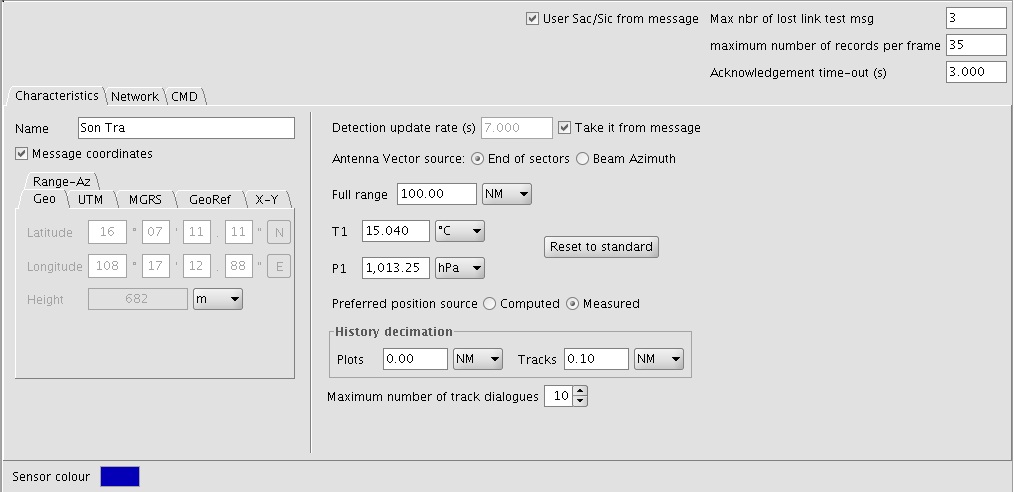 User Sac/Sic from message Max nbr of lost link test msg 3
maximum number of records per frame 35
Acknowledgement time-out (s) 3.000
Characteristics Network CMD
Name Son Tra
Message coordinates
Range-Az
Geo UTM MGRS GeoRef X-Y
Latitude 16 ° 07 ' 11 . 11 " N
Longitude 108 ° 17 ' 12 . 88 " E
Height 682 m
Detection update rate (s) 7.000 Take it from message
Antenna Vector source: End of sectors Beam Azimuth
Full range 100.00 NM
T1 15.040 °C
Reset to standard
P1 1,013.25 hPa
Preferred position source Computed Measured
History decimation
Plots 0.00 NM Tracks 0.10 NM
Maximum number of track dialogues 10
Sensor colour